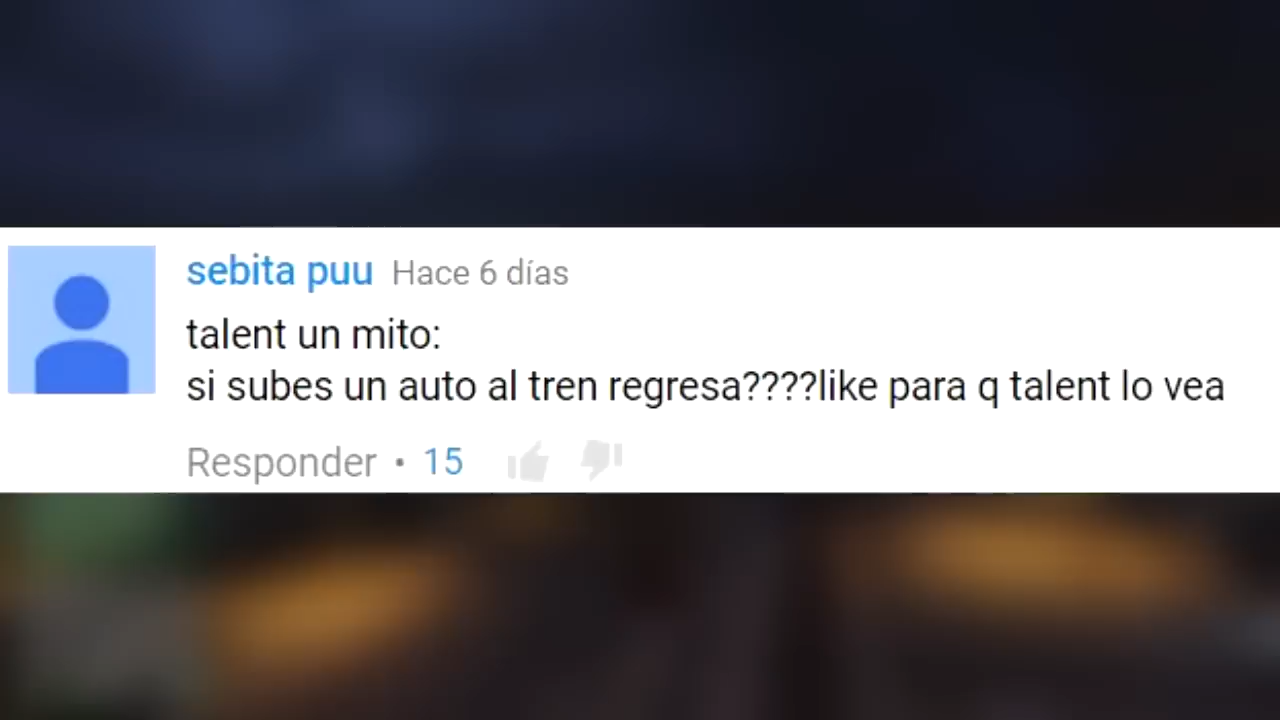 sebita puu Hace 6 días
talent un mito:
si subes un auto al tren regresa????like para q talent lo vea
Responder • 15